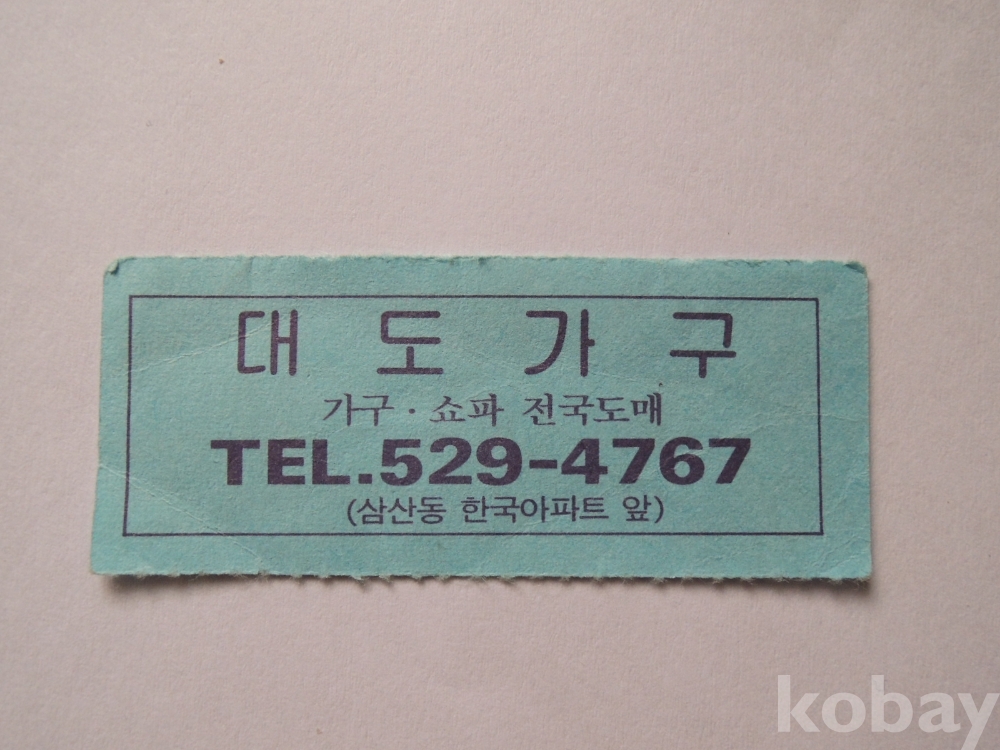 대도가구
가구·쇼파 전국도매
TEL.529-4767
(삼산동 한국아파트 앞)
kobay